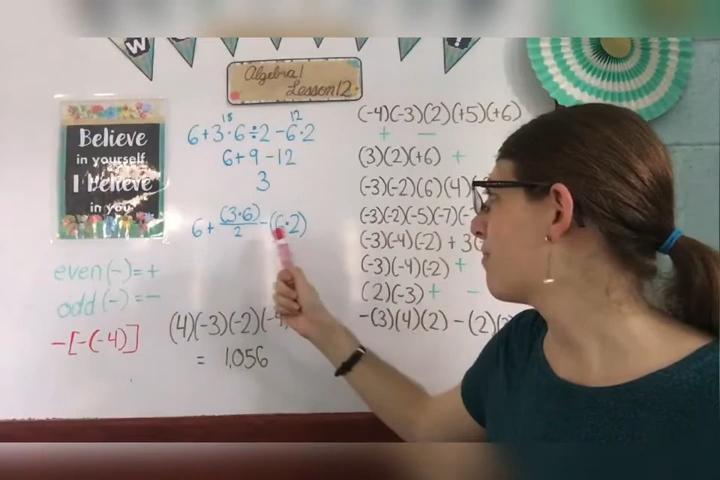 W
!
Algebra 1
Lesson 12
Believe
in yourself
I believe
in you
18 12
6+3·6÷2-6·2
6+9-12
3
6+(3·6)/2-(6·2)
even(-)=+
odd(-)=-
-[-(-4)]
(4)(-3)(-2)(-4
= 1,056
(-4)(-3)(2)(+5)(+6)
+ -
(3)(2)(+6) +
(-3)(-2)(6)(4)
(-3)(-2)(-5)(-7)(-
(-3)(-4)(-2) + 3(
(-3)(-4)(-2) +
(2)(-3) + -
-(3)(4)(2) - (2)(